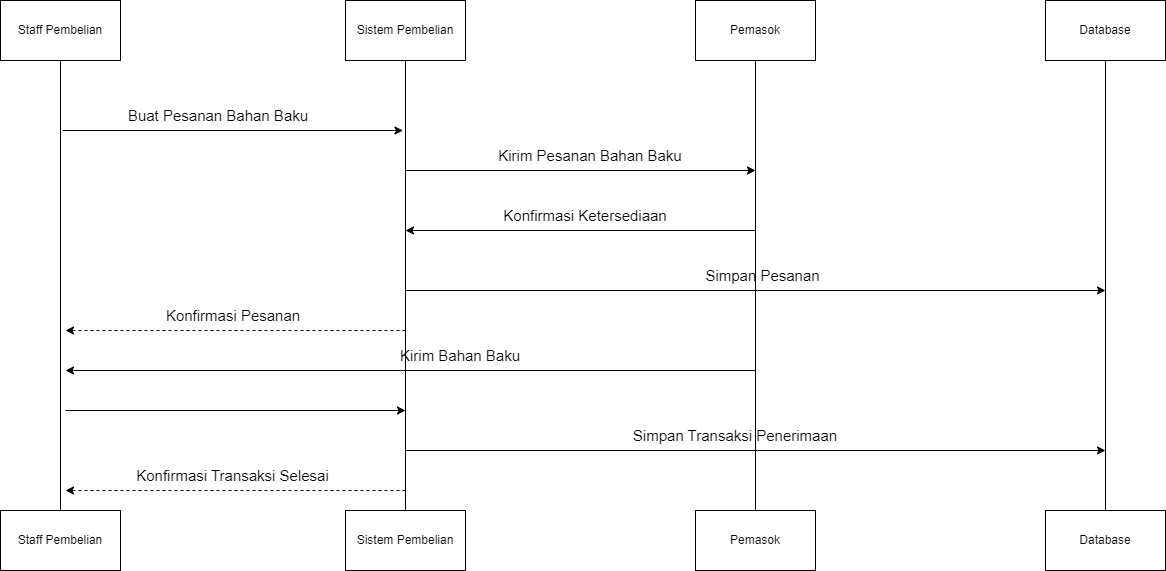 Staff Pembelian
Sistem Pembelian
Pemasok
Database
Buat Pesanan Bahan Baku
Kirim Pesanan Bahan Baku
Konfirmasi Ketersediaan
Simpan Pesanan
Konfirmasi Pesanan
Kirim Bahan Baku
Simpan Transaksi Penerimaan
Konfirmasi Transaksi Selesai
Staff Pembelian
Sistem Pembelian
Pemasok
Database